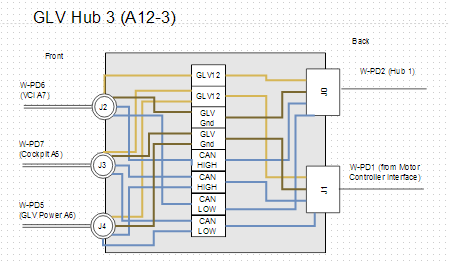 GLV Hub 3 (A12-3)
Front
Back
W-PD6
(VCI A7)
W-PD7
(Cockpit A5)
W-PD5
(GLV Power A6)
J2
J3
J4
GLV12
GLV12
GLV
Gnd
GLV
Gnd
CAN
HIGH
CAN
HIGH
CAN
LOW
CAN
LOW
J0
J1
W-PD2 (Hub 1)
W-PD1 (from Motor
Controller Interface)